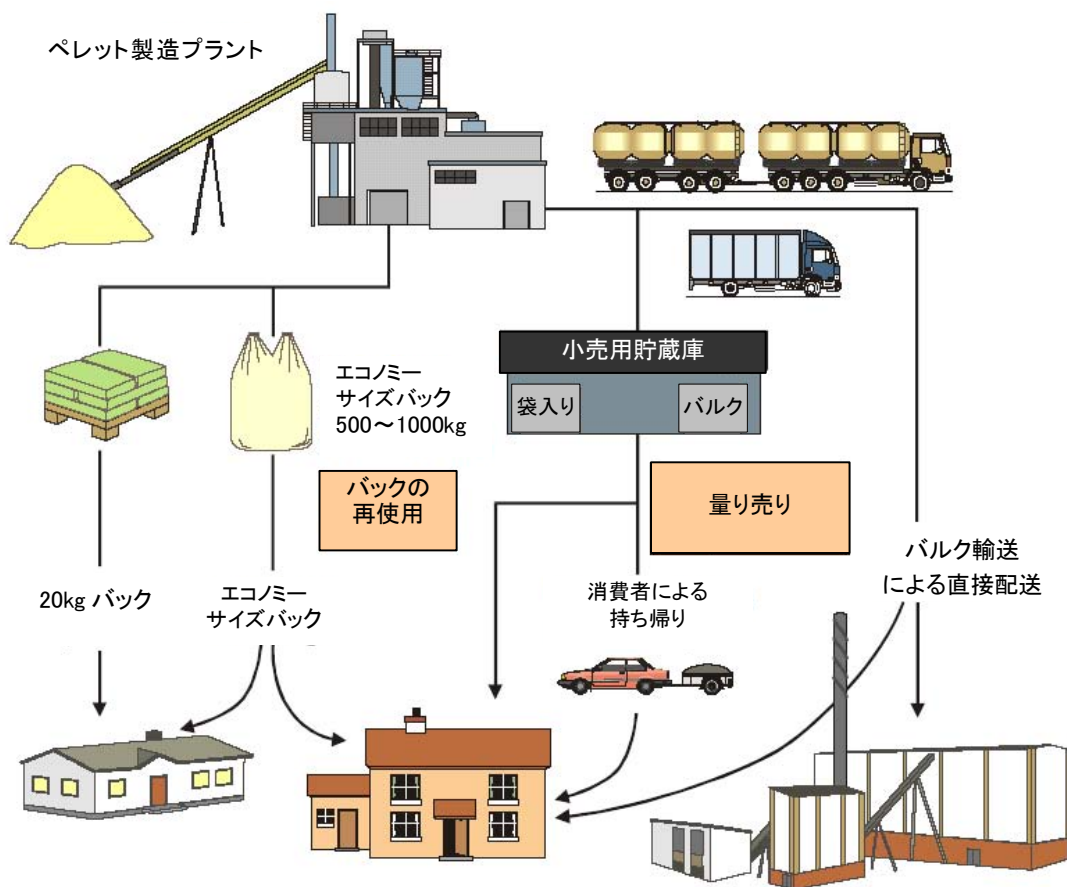 ペレット製造プラント
小売用貯蔵庫
袋入り
バルク
エコノミー
サイズバック
500～1000kg
バックの
再使用
量り売り
バルク輸送
による直接配送
20kg バック
エコノミー
サイズバック
消費者による
持ち帰り